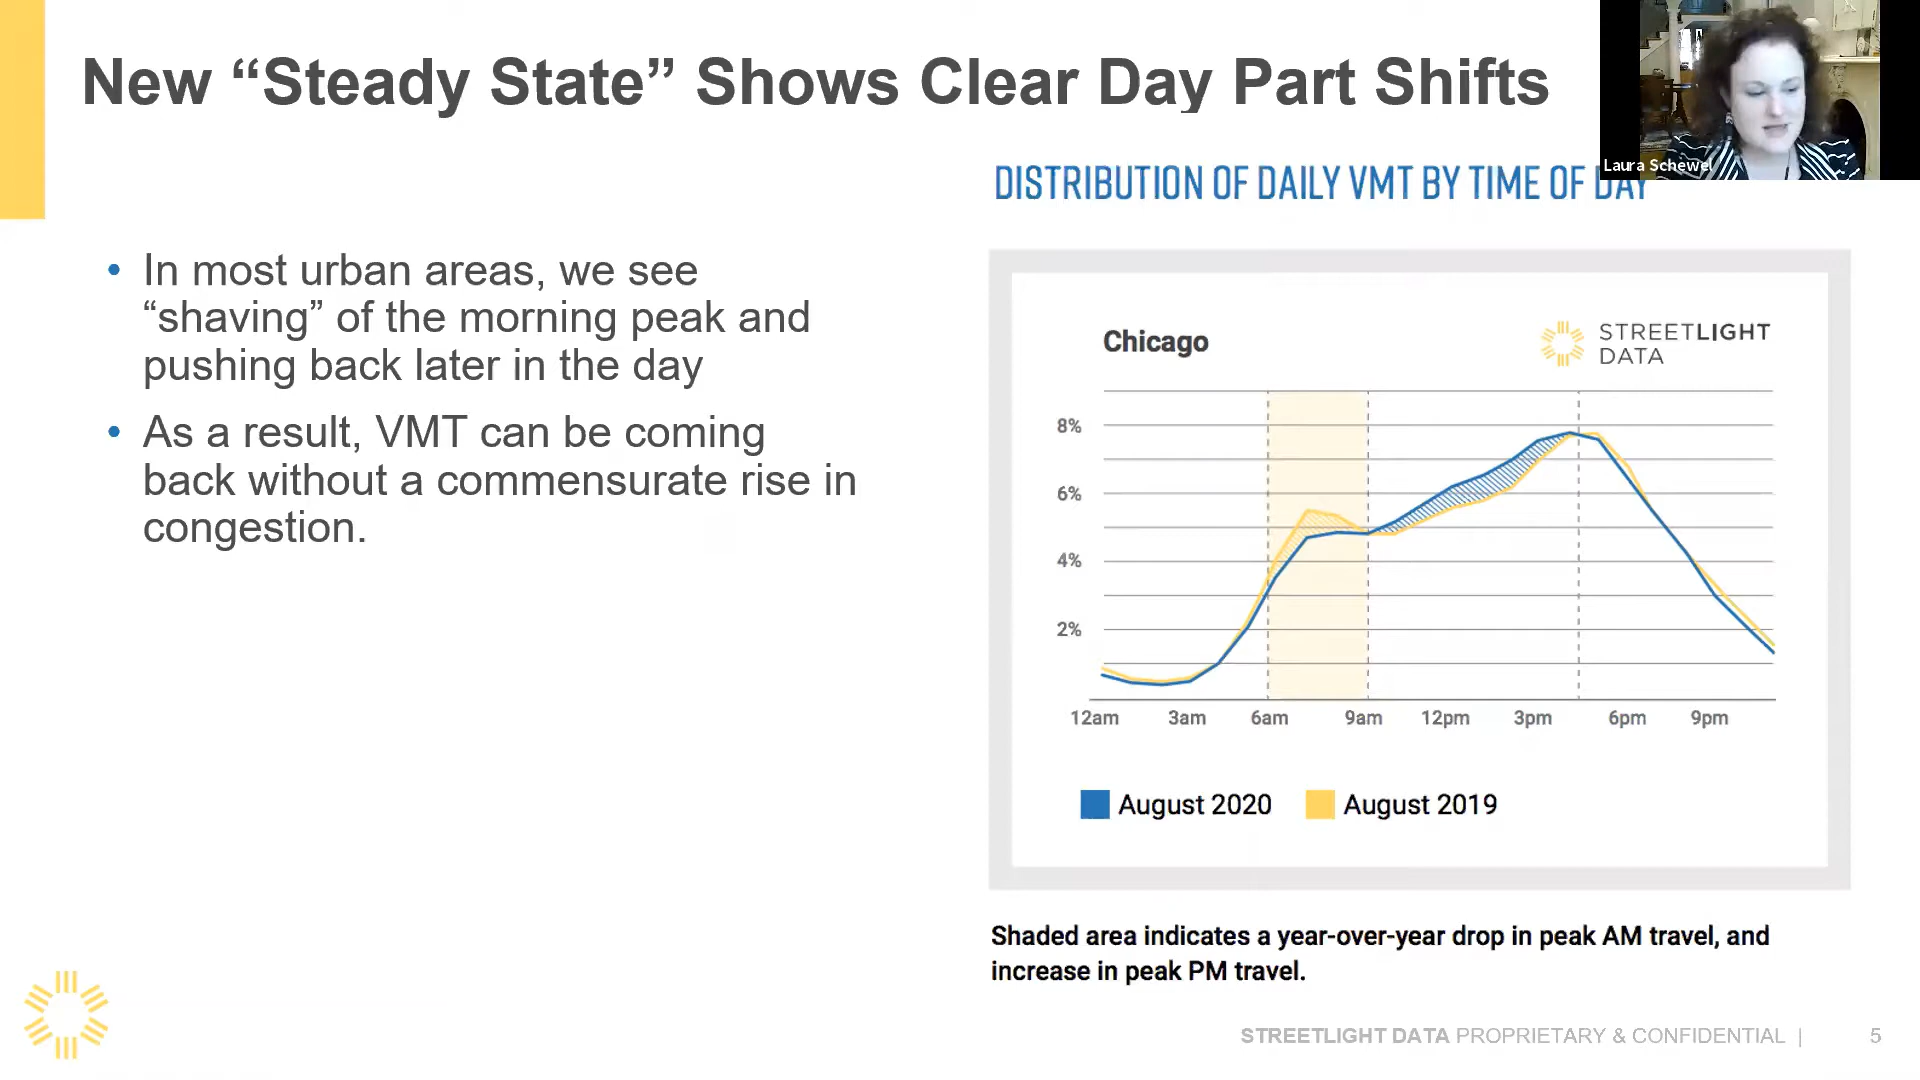 New “Steady State” Shows Clear Day Part Shifts
Laura Schewel
DISTRIBUTION OF DAILY VMT BY TIME OF DAY
• In most urban areas, we see
“shaving” of the morning peak and
pushing back later in the day
• As a result, VMT can be coming
back without a commensurate rise in
congestion.
Chicago
STREETLIGHT
DATA
8%
6%
4%
2%
12am 3am 6am 9am 12pm 3pm 6pm 9pm
August 2020 August 2019
Shaded area indicates a year-over-year drop in peak AM travel, and
increase in peak PM travel.
STREETLIGHT DATA PROPRIETARY & CONFIDENTIAL | 5